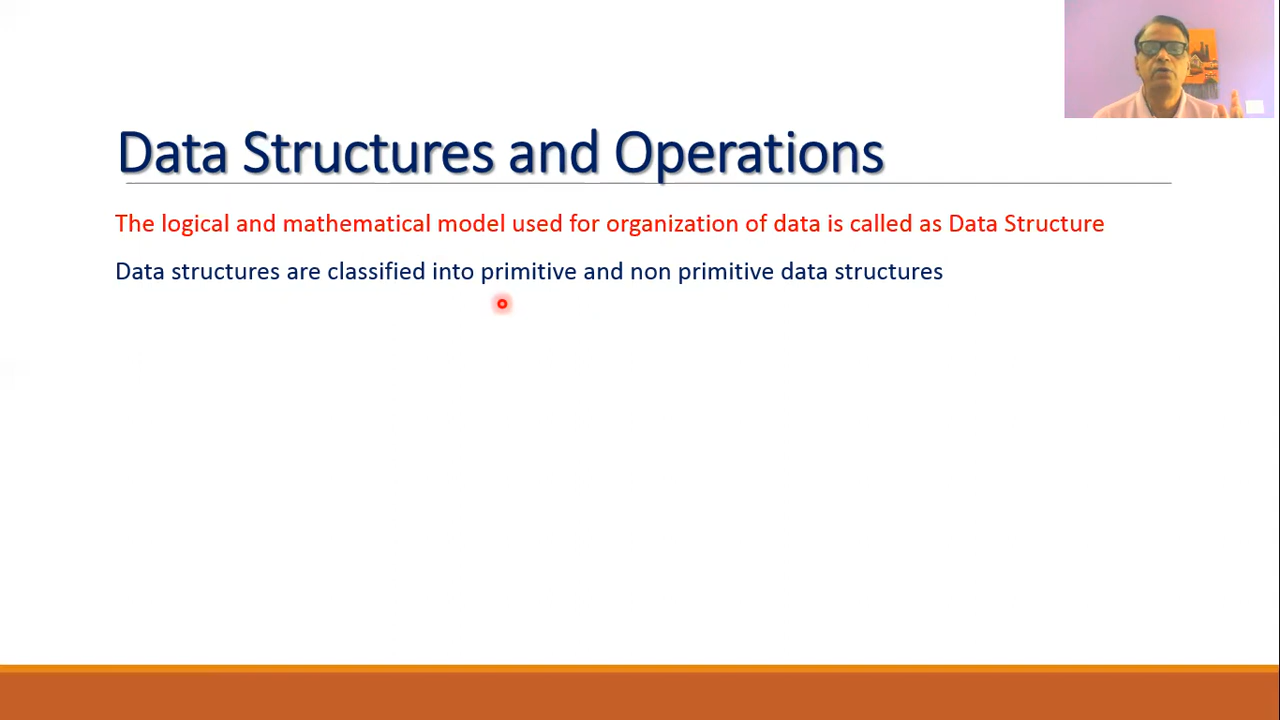 Data Structures and Operations
The logical and mathematical model used for organization of data is called as Data Structure
Data structures are classified into primitive and non primitive data structures